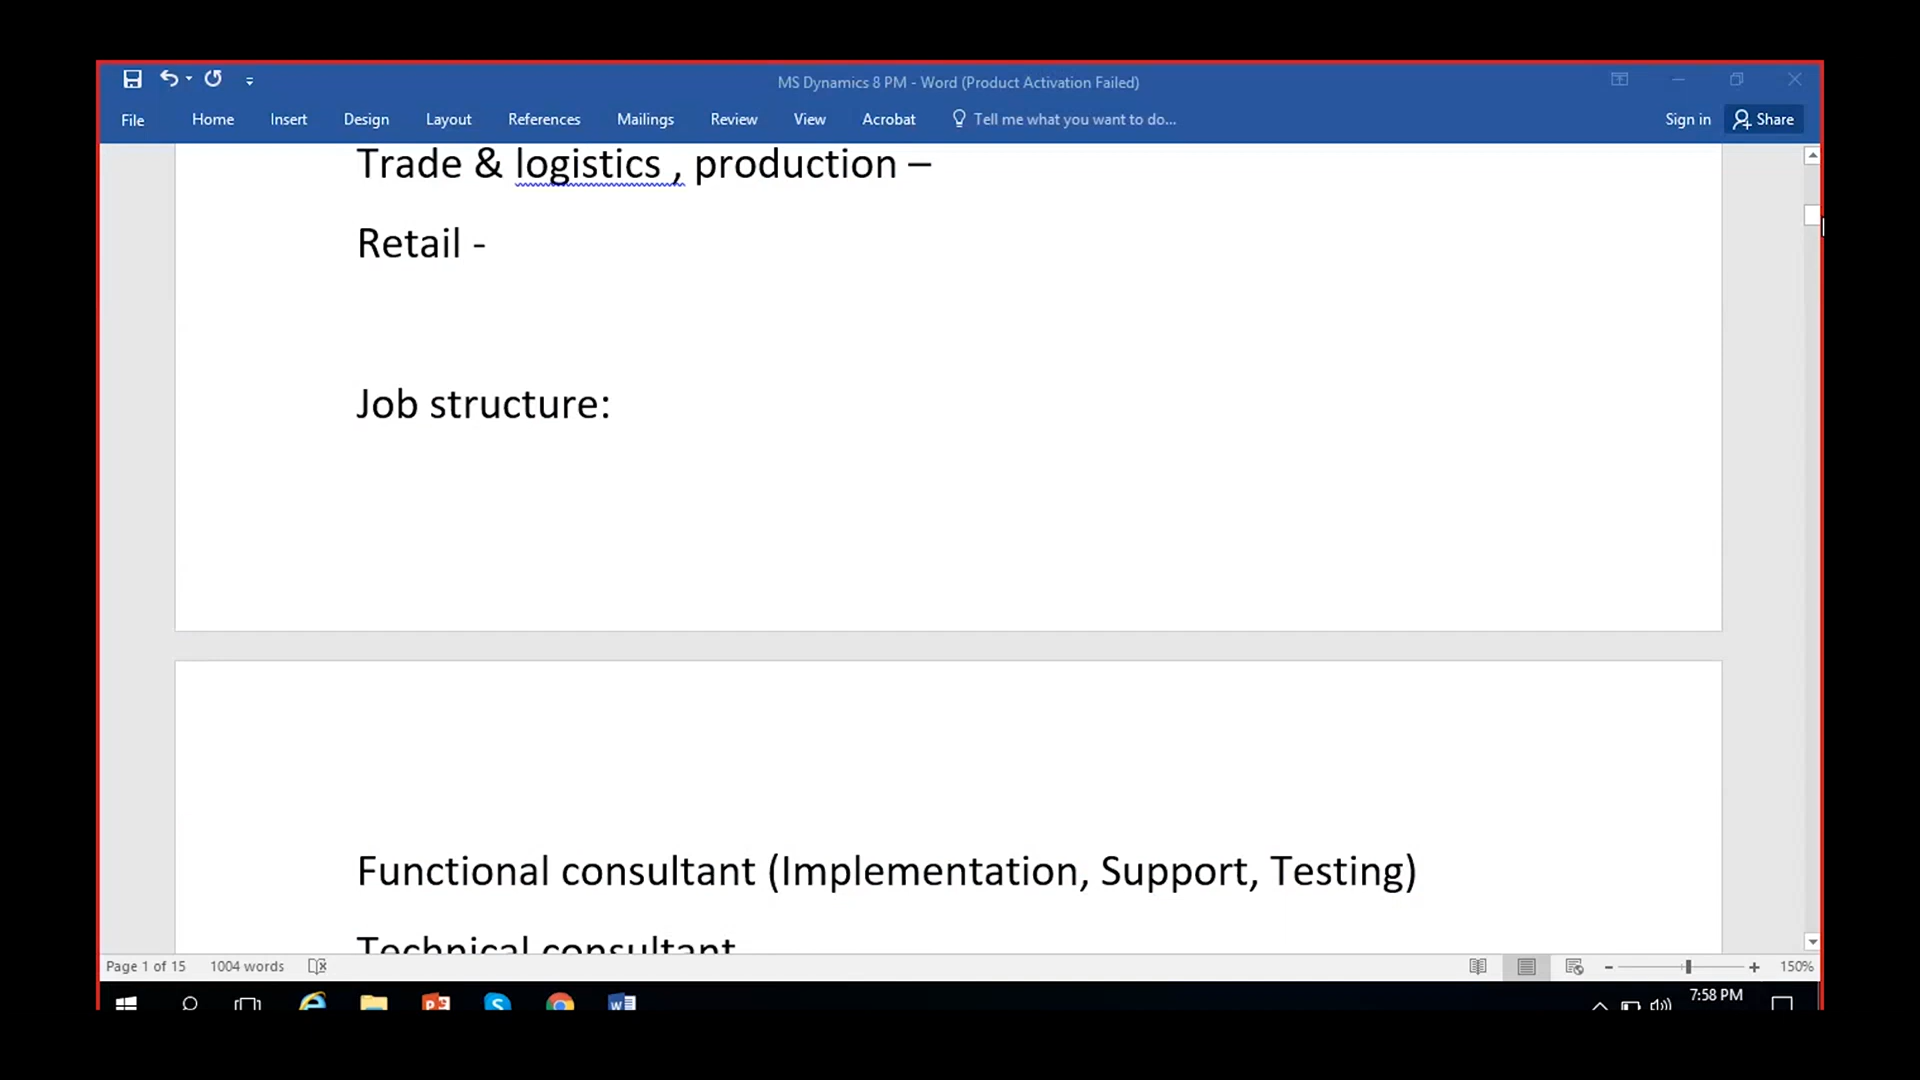 MS Dynamics 8 PM - Word (Product Activation Failed)
File Home Insert Design Layout References Mailings Review View Acrobat Tell me what you want to do... Sign in Share
Trade & logistics , production –
Retail -
Job structure:
Functional consultant (Implementation, Support, Testing)
Technical consultant
Page 1 of 15 1004 words 150%
7:58 PM